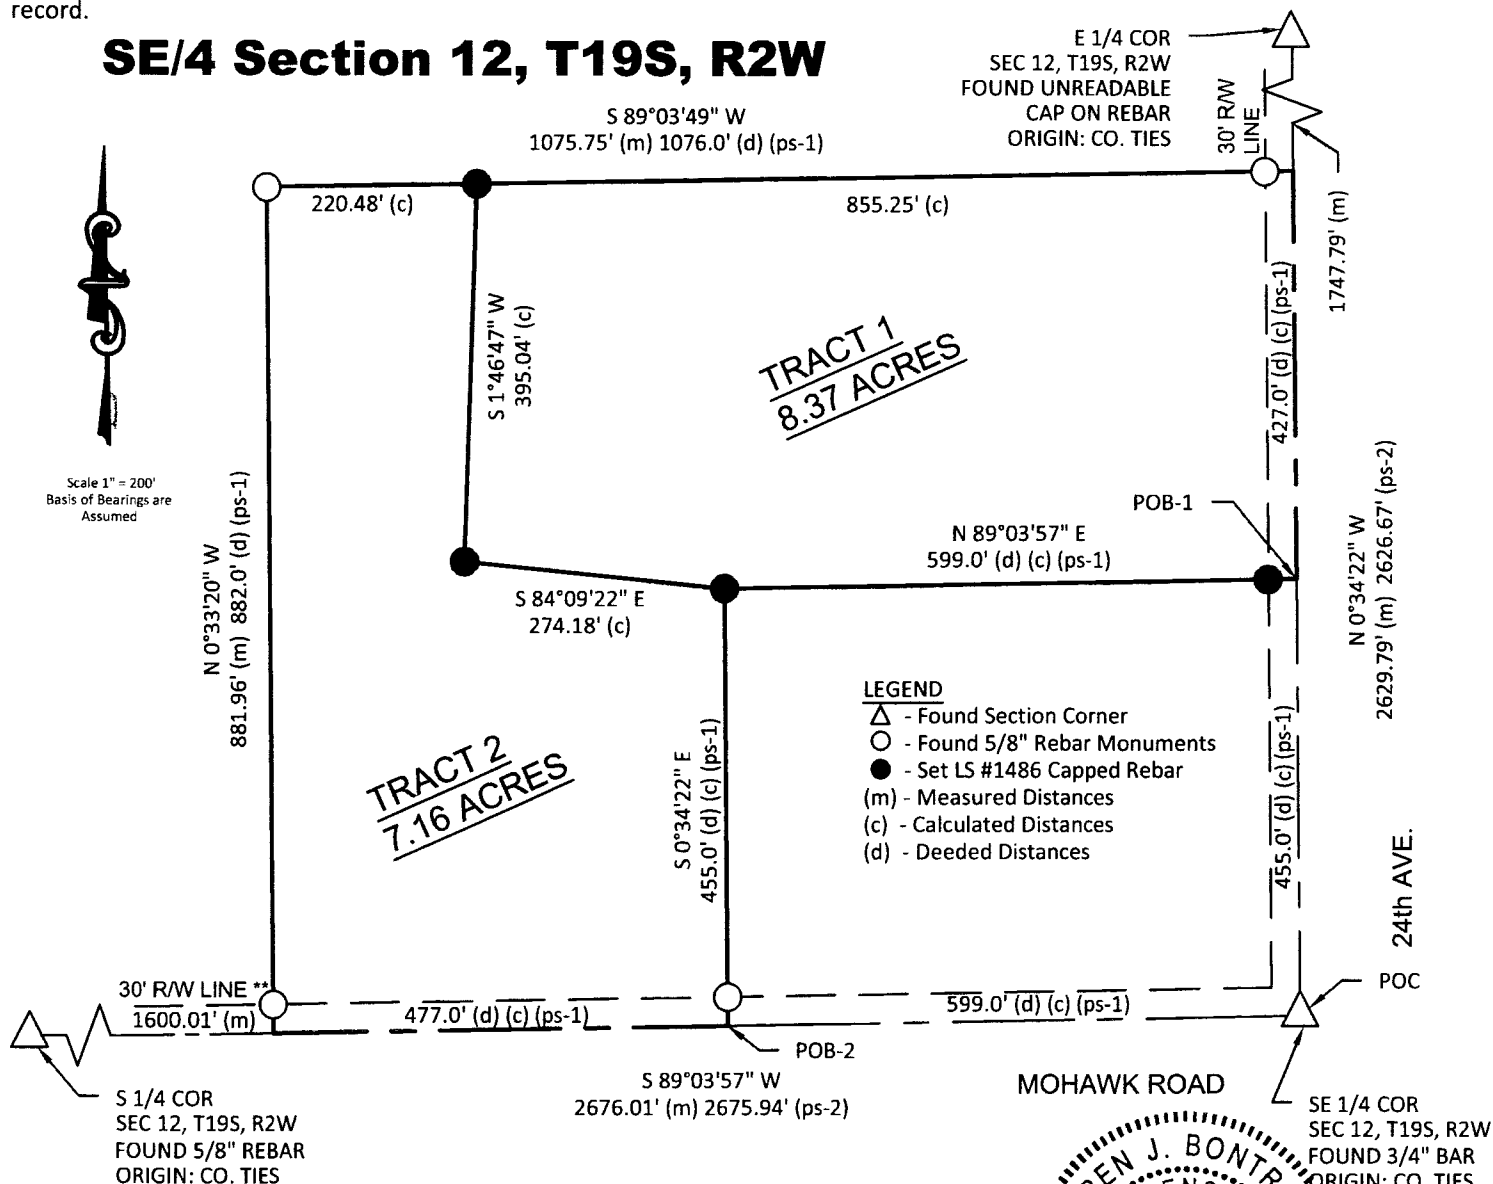 record.
SE/4 Section 12, T19S, R2W
E 1/4 COR
SEC 12, T19S, R2W
FOUND UNREADABLE
CAP ON REBAR
ORIGIN: CO. TIES
30' R/W
LINE
S 89°03'49" W
1075.75' (m) 1076.0' (d) (ps-1)
220.48' (c)
855.25' (c)
1747.79' (m)
427.0' (d) (c) (ps-1)
S 1°46'47" W
395.04' (c)
TRACT 1
8.37 ACRES
Scale 1" = 200'
Basis of Bearings are
Assumed
N 0°33'20" W
881.96' (m) 882.0' (d) (ps-1)
POB-1
N 89°03'57" E
599.0' (d) (c) (ps-1)
N 0°34'22" W
2629.79' (m) 2626.67' (ps-2)
S 84°09'22" E
274.18' (c)
LEGEND
- Found Section Corner
- Found 5/8" Rebar Monuments
- Set LS #1486 Capped Rebar
(m) - Measured Distances
(c) - Calculated Distances
(d) - Deeded Distances
S 0°34'22" E
455.0' (d) (c) (ps-1)
455.0' (d) (c) (ps-1)
TRACT 2
7.16 ACRES
24th AVE.
POC
30' R/W LINE **
1600.01' (m)
477.0' (d) (c) (ps-1)
599.0' (d) (c) (ps-1)
POB-2
S 89°03'57" W
2676.01' (m) 2675.94' (ps-2)
MOHAWK ROAD
S 1/4 COR
SEC 12, T19S, R2W
FOUND 5/8" REBAR
ORIGIN: CO. TIES
SE 1/4 COR
SEC 12, T19S, R2W
FOUND 3/4" BAR
ORIGIN: CO. TIES
J. BONTR